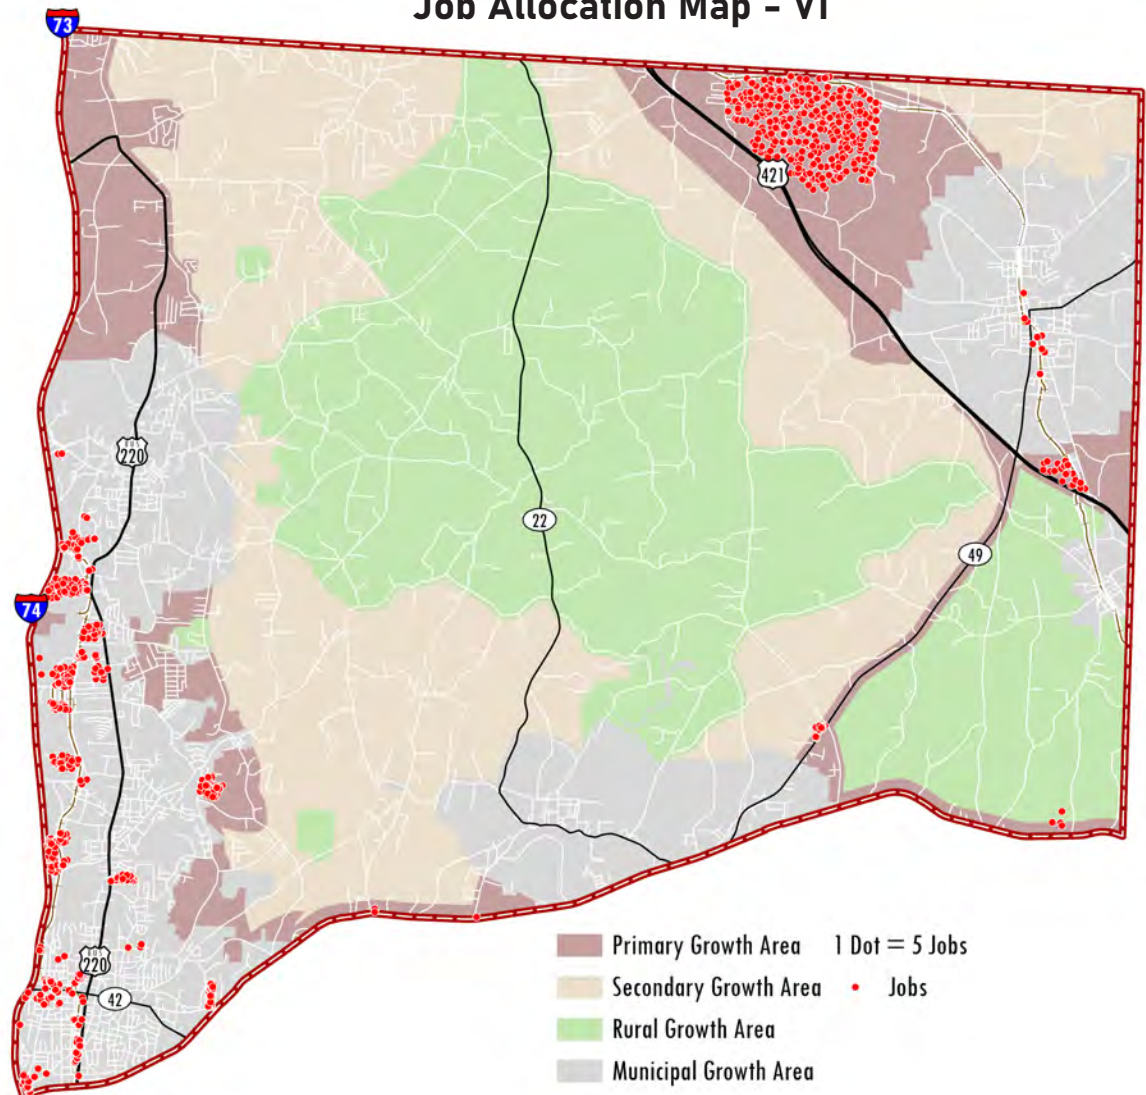 Job Allocation Map - VI
73
421
220
22
49
74
220
42
Primary Growth Area 1 Dot = 5 Jobs
Secondary Growth Area Jobs
Rural Growth Area
Municipal Growth Area